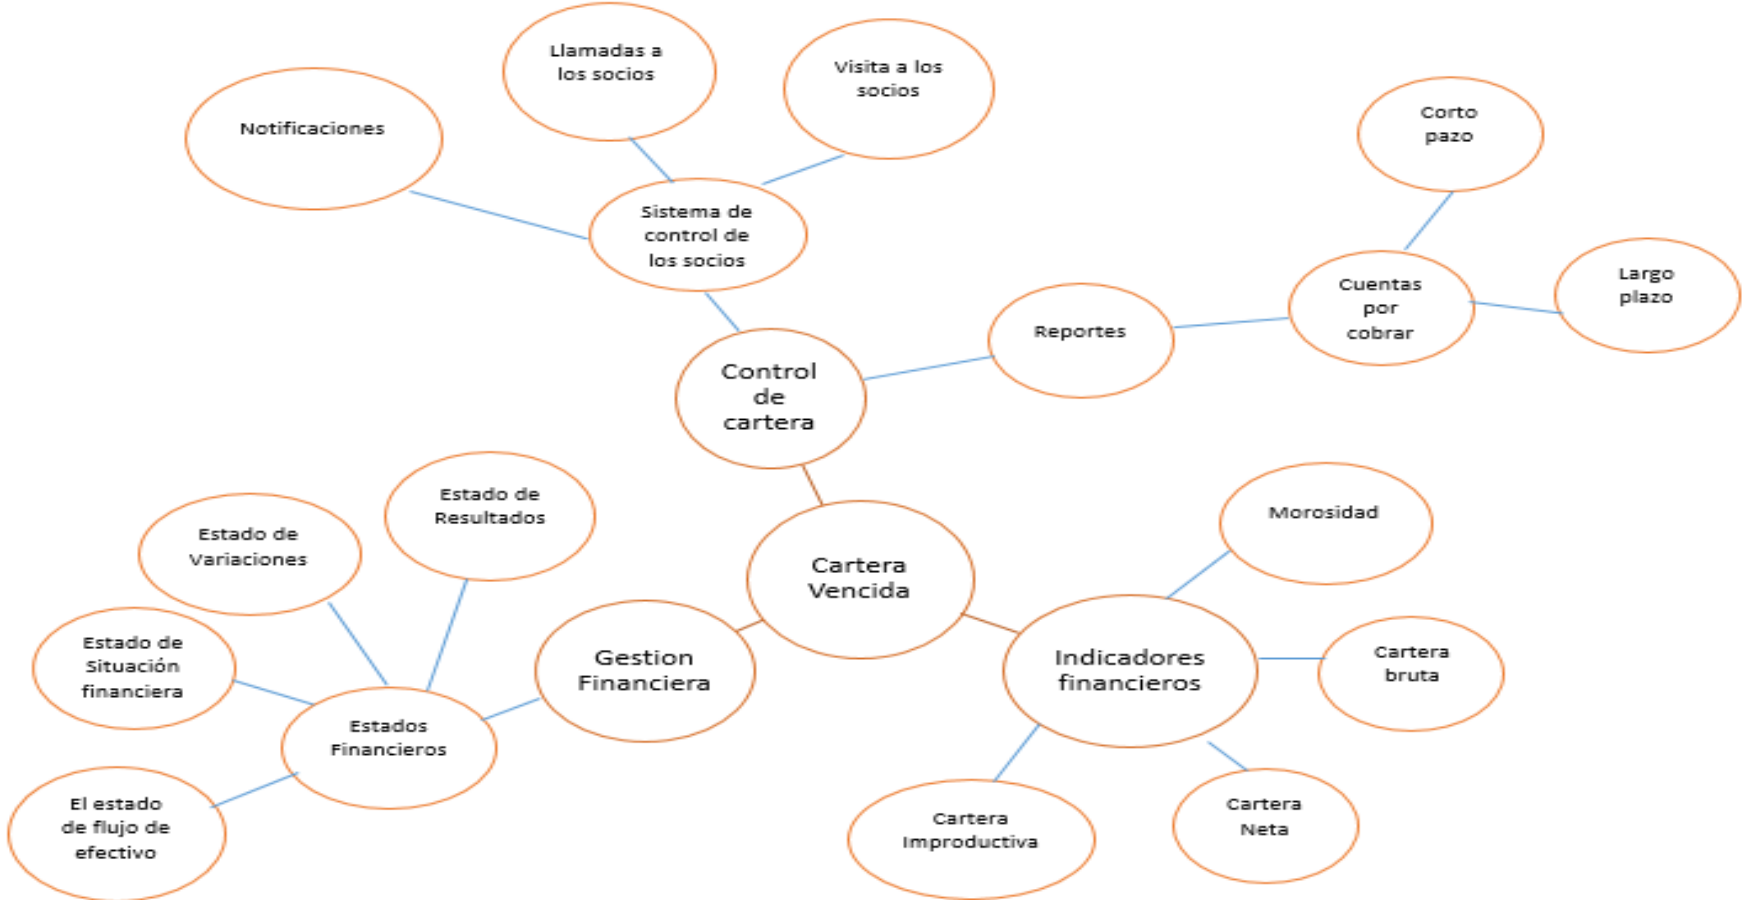 Llamadas a
los socios
Visita a los
socios
Notificaciones
Corto
pazo
Sistema de
control de
los socios
Largo
plazo
Cuentas
por
cobrar
Reportes
Control
de
cartera
Estado de
Resultados
Estado de
Variaciones
Morosidad
Cartera
Vencida
Estado de
Situación
financiera
Gestion
Financiera
Indicadores
financieros
Cartera
bruta
Estados
Financieros
El estado
de flujo de
efectivo
Cartera
Improductiva
Cartera
Neta